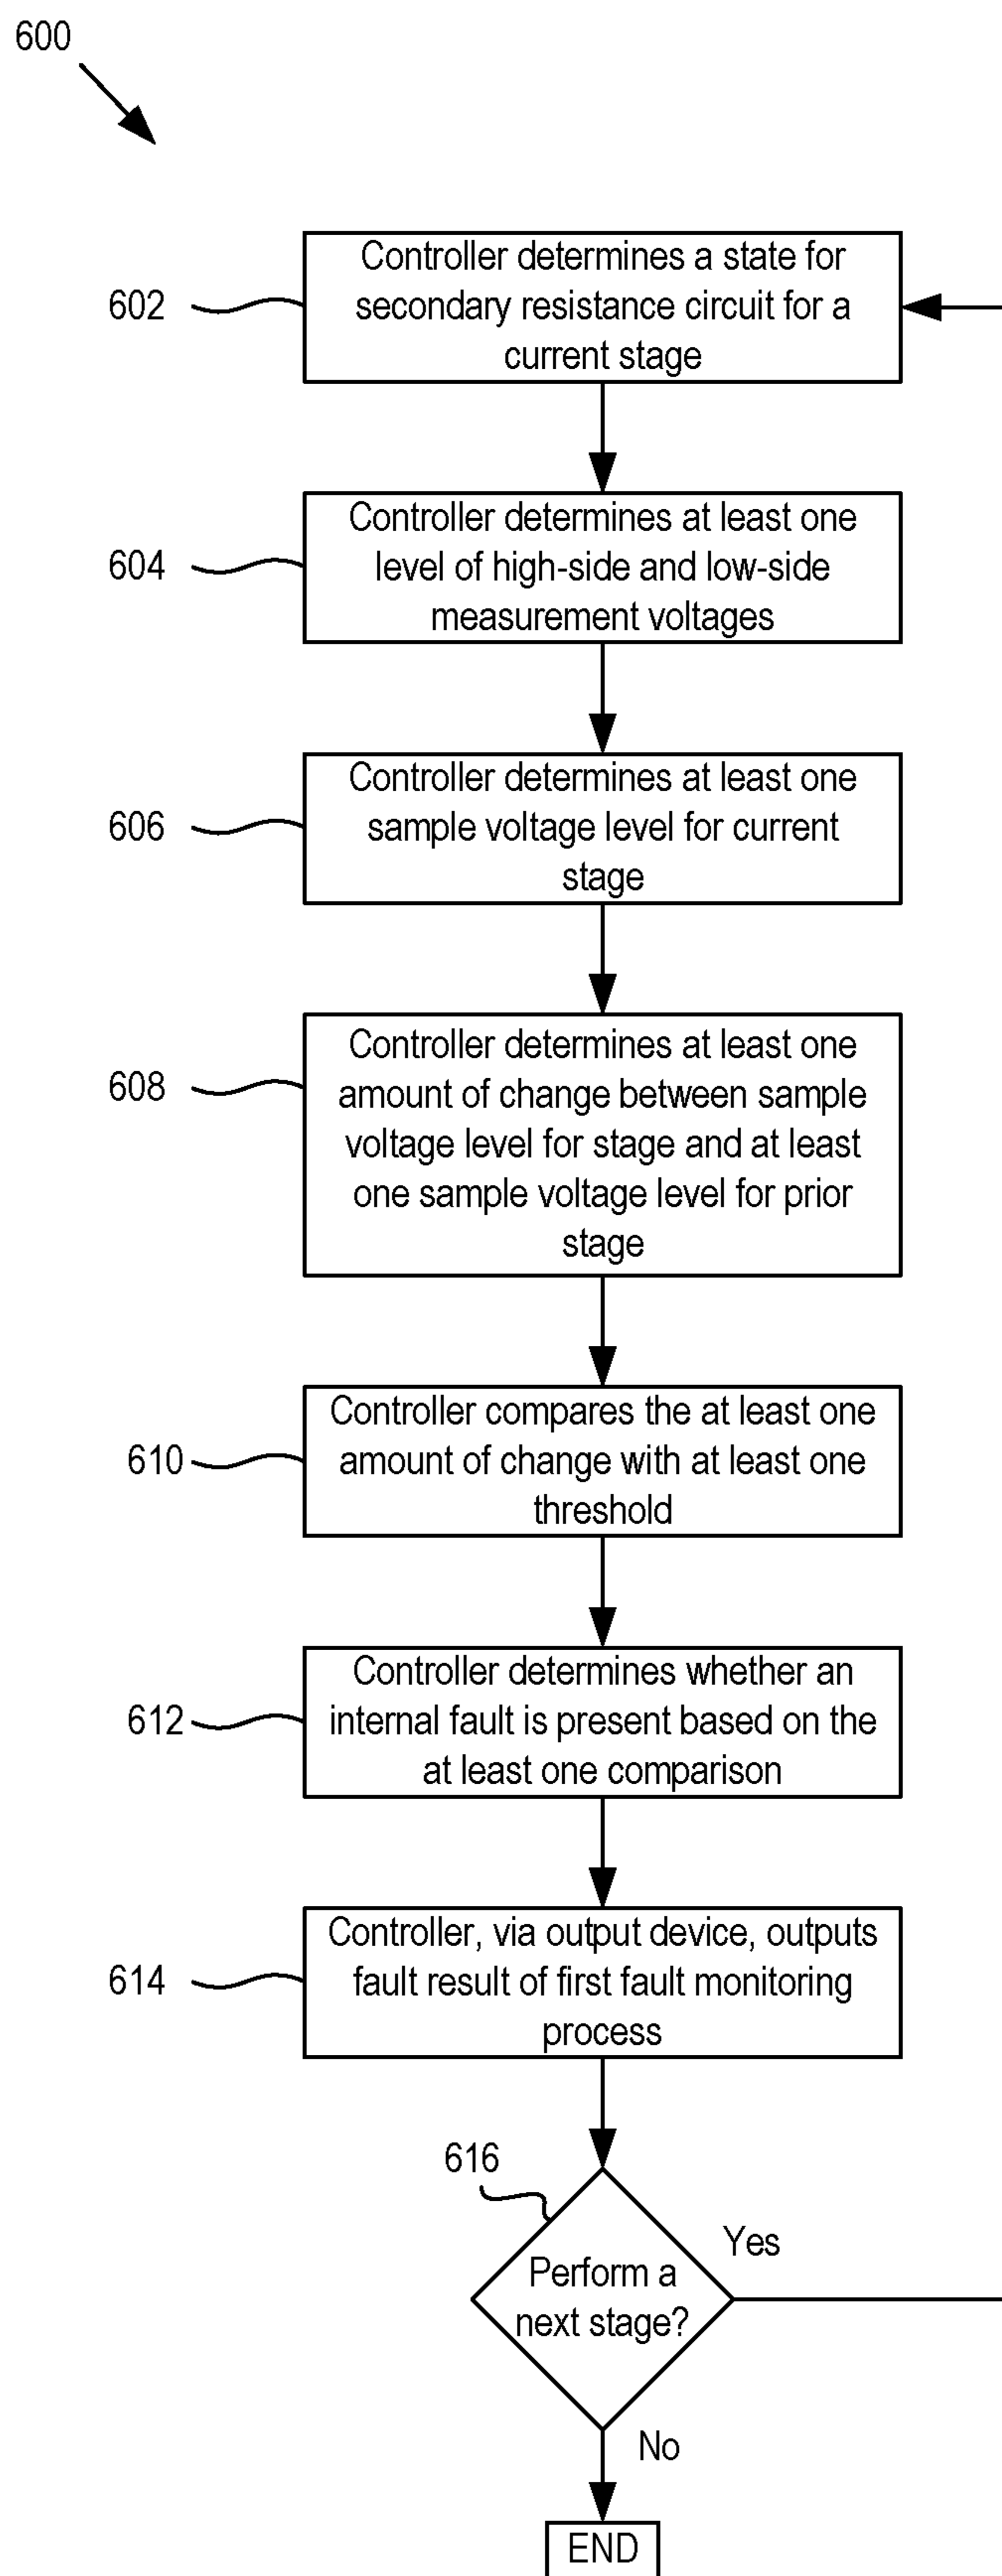 600
602
Controller determines a state for
secondary resistance circuit for a
current stage
604
Controller determines at least one
level of high-side and low-side
measurement voltages
606
Controller determines at least one
sample voltage level for current
stage
608
Controller determines at least one
amount of change between sample
voltage level for stage and at least
one sample voltage level for prior
stage
610
Controller compares the at least one
amount of change with at least one
threshold
612
Controller determines whether an
internal fault is present based on the
at least one comparison
614
Controller, via output device, outputs
fault result of first fault monitoring
process
616
Perform a
next stage?
Yes
No
END